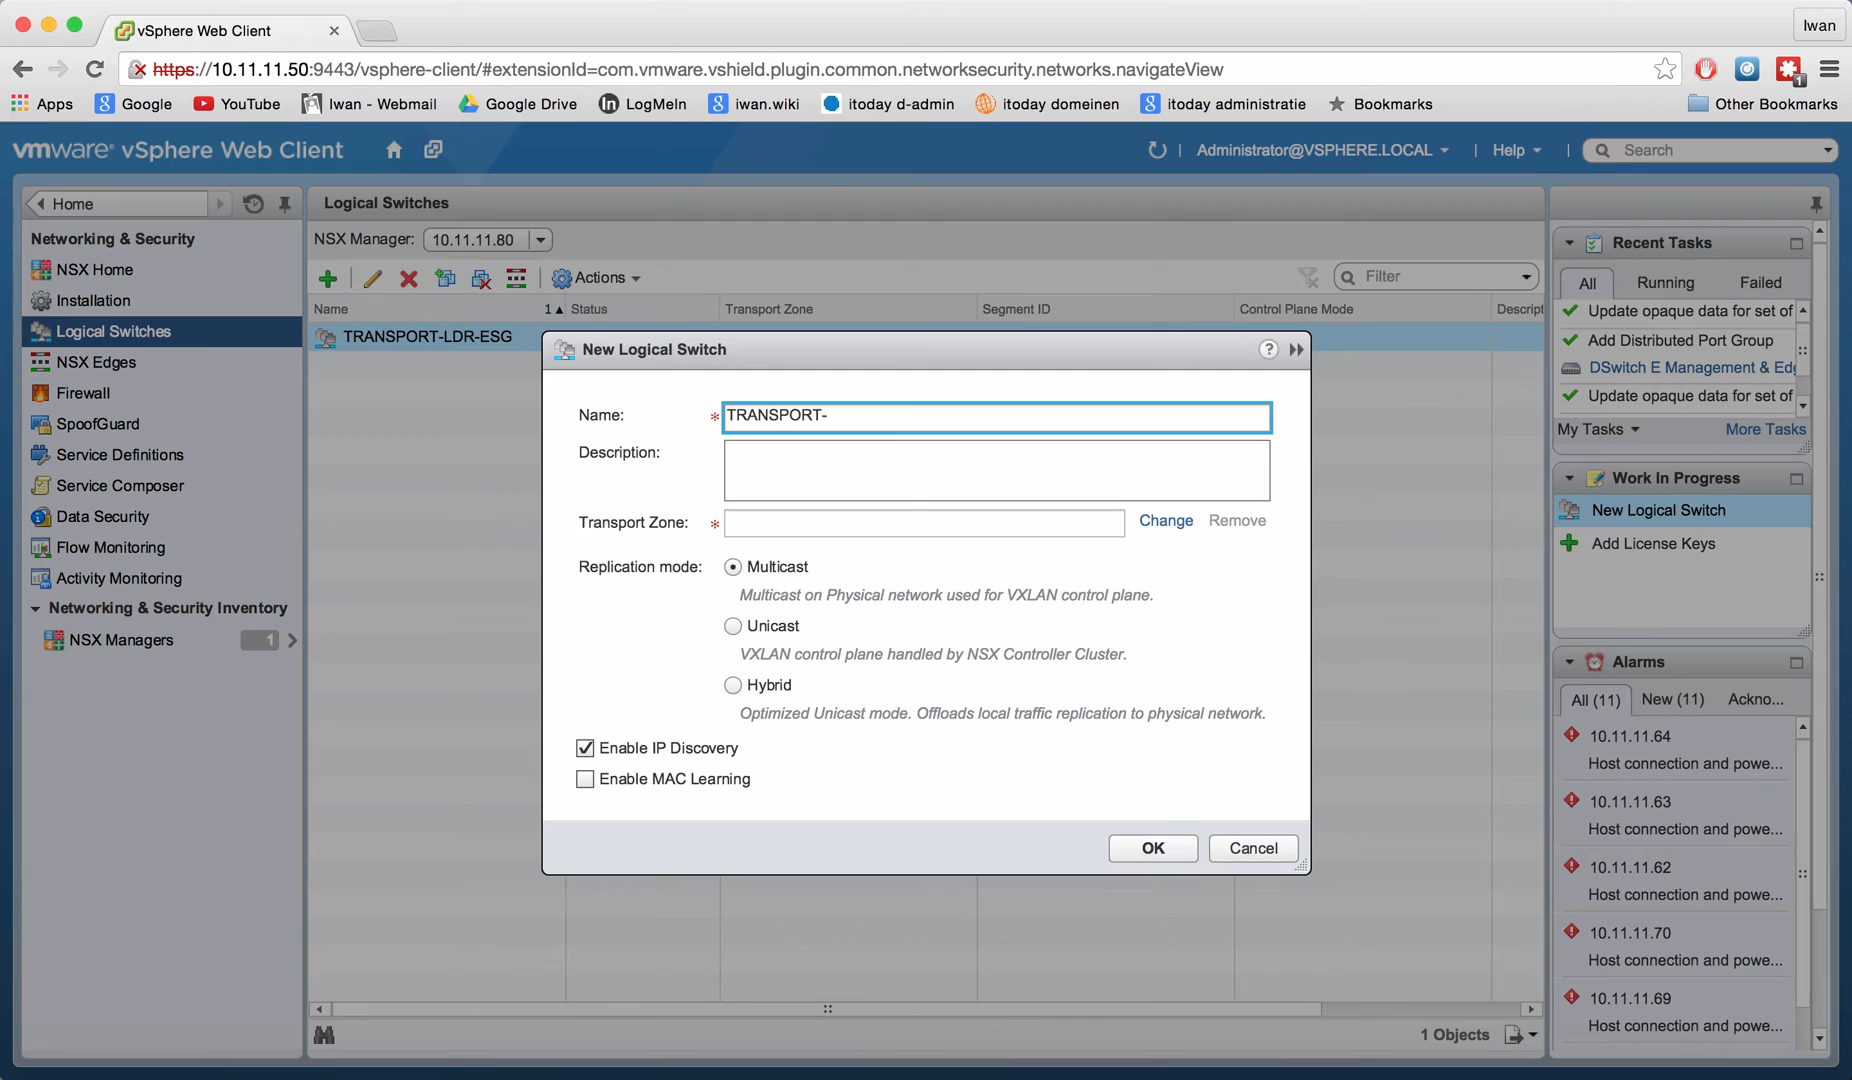 vSphere Web Client
Iwan
https://10.11.11.50:9443/vsphere-client/#extensionId=com.vmware.vshield.plugin.common.networksecurity.networks.navigateView
1
Apps
Google
YouTube
Iwan - Webmail
Google Drive
LogMeIn
iwan.wiki
itoday d-admin
itoday domeinen
itoday administratie
Bookmarks
Other Bookmarks
vmware® vSphere Web Client
Administrator@VSPHERE.LOCAL
Help
Search
Home
Networking & Security
NSX Home
Installation
Logical Switches
NSX Edges
Firewall
SpoofGuard
Service Definitions
Service Composer
Data Security
Flow Monitoring
Activity Monitoring
Networking & Security Inventory
NSX Managers 1
Logical Switches
NSX Manager: 10.11.11.80
Actions
Filter
Name 1 ▲ Status Transport Zone Segment ID Control Plane Mode Descript
TRANSPORT-LDR-ESG
New Logical Switch
?
Name: * TRANSPORT-
Description:
Transport Zone: * Change Remove
Replication mode: Multicast
Multicast on Physical network used for VXLAN control plane.
Unicast
VXLAN control plane handled by NSX Controller Cluster.
Hybrid
Optimized Unicast mode. Offloads local traffic replication to physical network.
Enable IP Discovery
Enable MAC Learning
OK Cancel
1 Objects
Recent Tasks
All Running Failed
Update opaque data for set of
Add Distributed Port Group
DSwitch E Management & Edg
Update opaque data for set of
My Tasks More Tasks
Work In Progress
New Logical Switch
Add License Keys
Alarms
All (11) New (11) Ackno...
10.11.11.64
Host connection and powe...
10.11.11.63
Host connection and powe...
10.11.11.62
Host connection and powe...
10.11.11.70
Host connection and powe...
10.11.11.69
Host connection and powe...